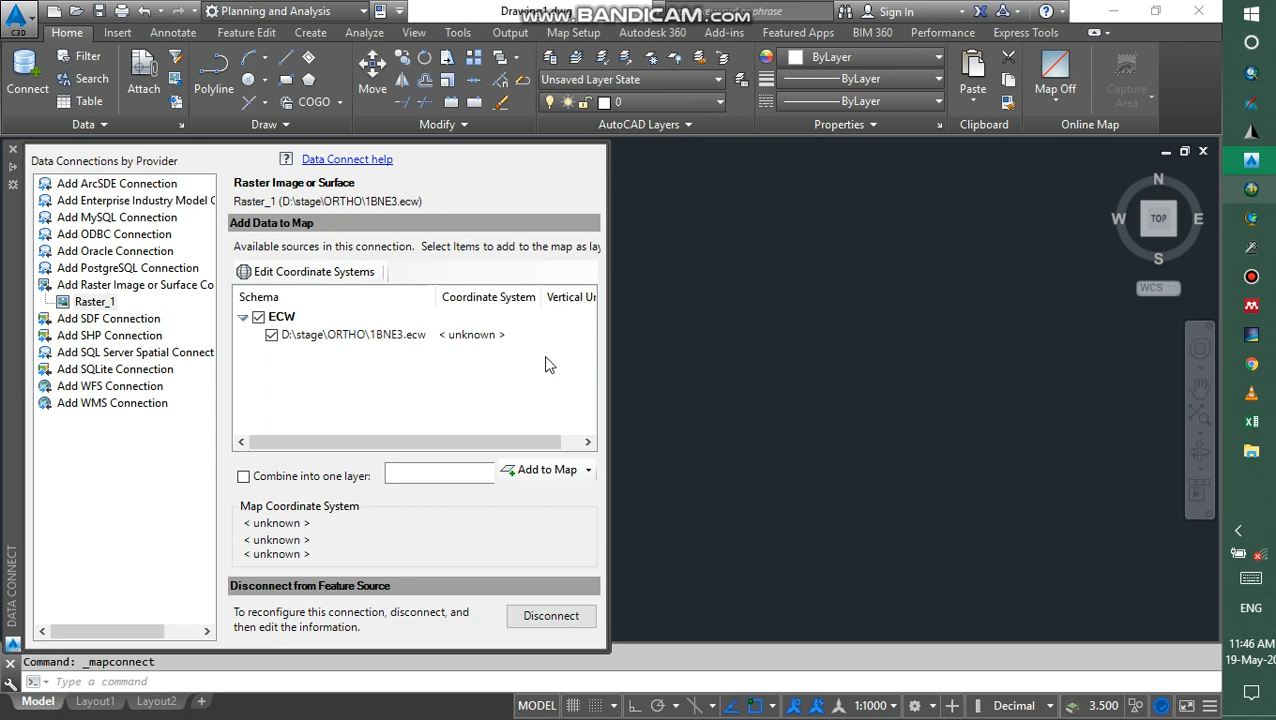 Planning and Analysis
Drawing1.dwg
www.BANDICAM.com
phrase
Sign In
C3D
Home Insert Annotate Feature Edit Create Analyze View Tools Output Map Setup Autodesk 360 Add-ins Featured Apps BIM 360 Performance Express Tools
Connect
Filter
Search
Table
Data
Attach
Polyline
COGO
Draw
Move
Modify
Unsaved Layer State
0
AutoCAD Layers
ByLayer
ByLayer
ByLayer
Properties
Paste
Clipboard
Map Off
Capture
Area
Online Map
Data Connections by Provider
Add ArcSDE Connection
Add Enterprise Industry Model C
Add MySQL Connection
Add ODBC Connection
Add Oracle Connection
Add PostgreSQL Connection
Add Raster Image or Surface Co
Raster_1
Add SDF Connection
Add SHP Connection
Add SQL Server Spatial Connect
Add SQLite Connection
Add WFS Connection
Add WMS Connection
DATA CONNECT
Data Connect help
Raster Image or Surface
Raster_1 (D:\stage\ORTHO\1BNE3.ecw)
Add Data to Map
Available sources in this connection. Select Items to add to the map as lay
Edit Coordinate Systems
Schema Coordinate System Vertical Ur
ECW
D:\stage\ORTHO\1BNE3.ecw < unknown >
Combine into one layer:
Add to Map
Map Coordinate System
< unknown >
< unknown >
< unknown >
Disconnect from Feature Source
To reconfigure this connection, disconnect, and
then edit the information.
Disconnect
N
W TOP E
S
WCS
Command: _mapconnect
Type a command
Model Layout1 Layout2
MODEL
1:1000
Decimal
3.500
ENG
11:46 AM
19-May-20